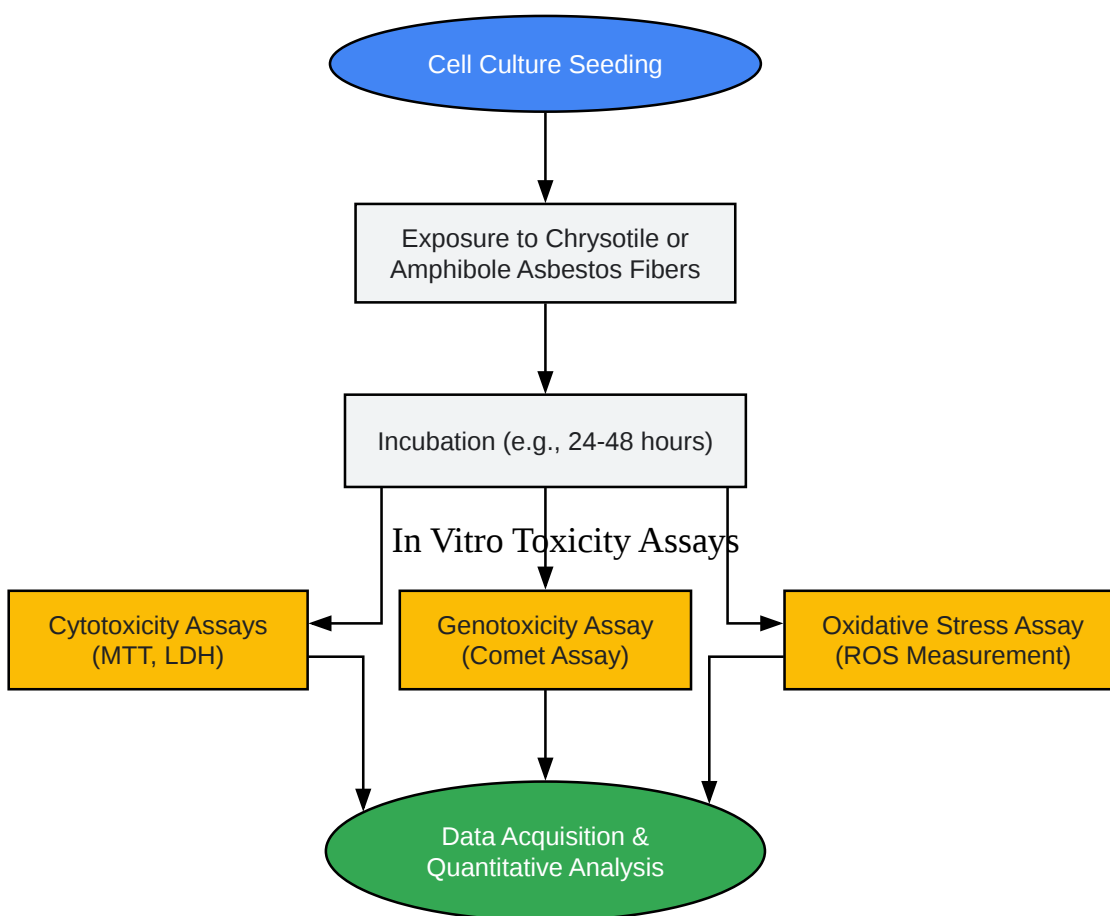 Cell Culture Seeding
Exposure to Chrysotile or
Amphibole Asbestos Fibers
Incubation (e.g., 24-48 hours)
In Vitro Toxicity Assays
Cytotoxicity Assays
(MTT, LDH)
Genotoxicity Assay
(Comet Assay)
Oxidative Stress Assay
(ROS Measurement)
Data Acquisition &
Quantitative Analysis